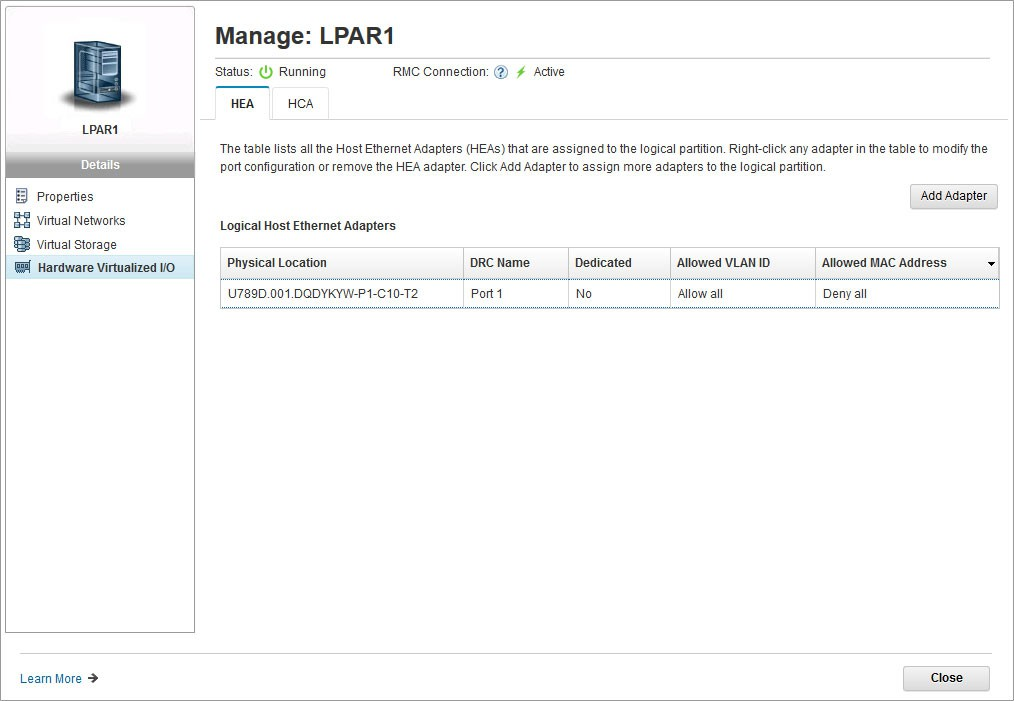 LPAR1
Details
Properties
Virtual Networks
Virtual Storage
Hardware Virtualized I/O
Manage: LPAR1
Status: Running RMC Connection: ? Active
HEA HCA
The table lists all the Host Ethernet Adapters (HEAs) that are assigned to the logical partition. Right-click any adapter in the table to modify the
port configuration or remove the HEA adapter. Click Add Adapter to assign more adapters to the logical partition.
Add Adapter
Logical Host Ethernet Adapters
Physical Location DRC Name Dedicated Allowed VLAN ID Allowed MAC Address
U789D.001.DQDYKYW-P1-C10-T2 Port 1 No Allow all Deny all
Learn More
Close